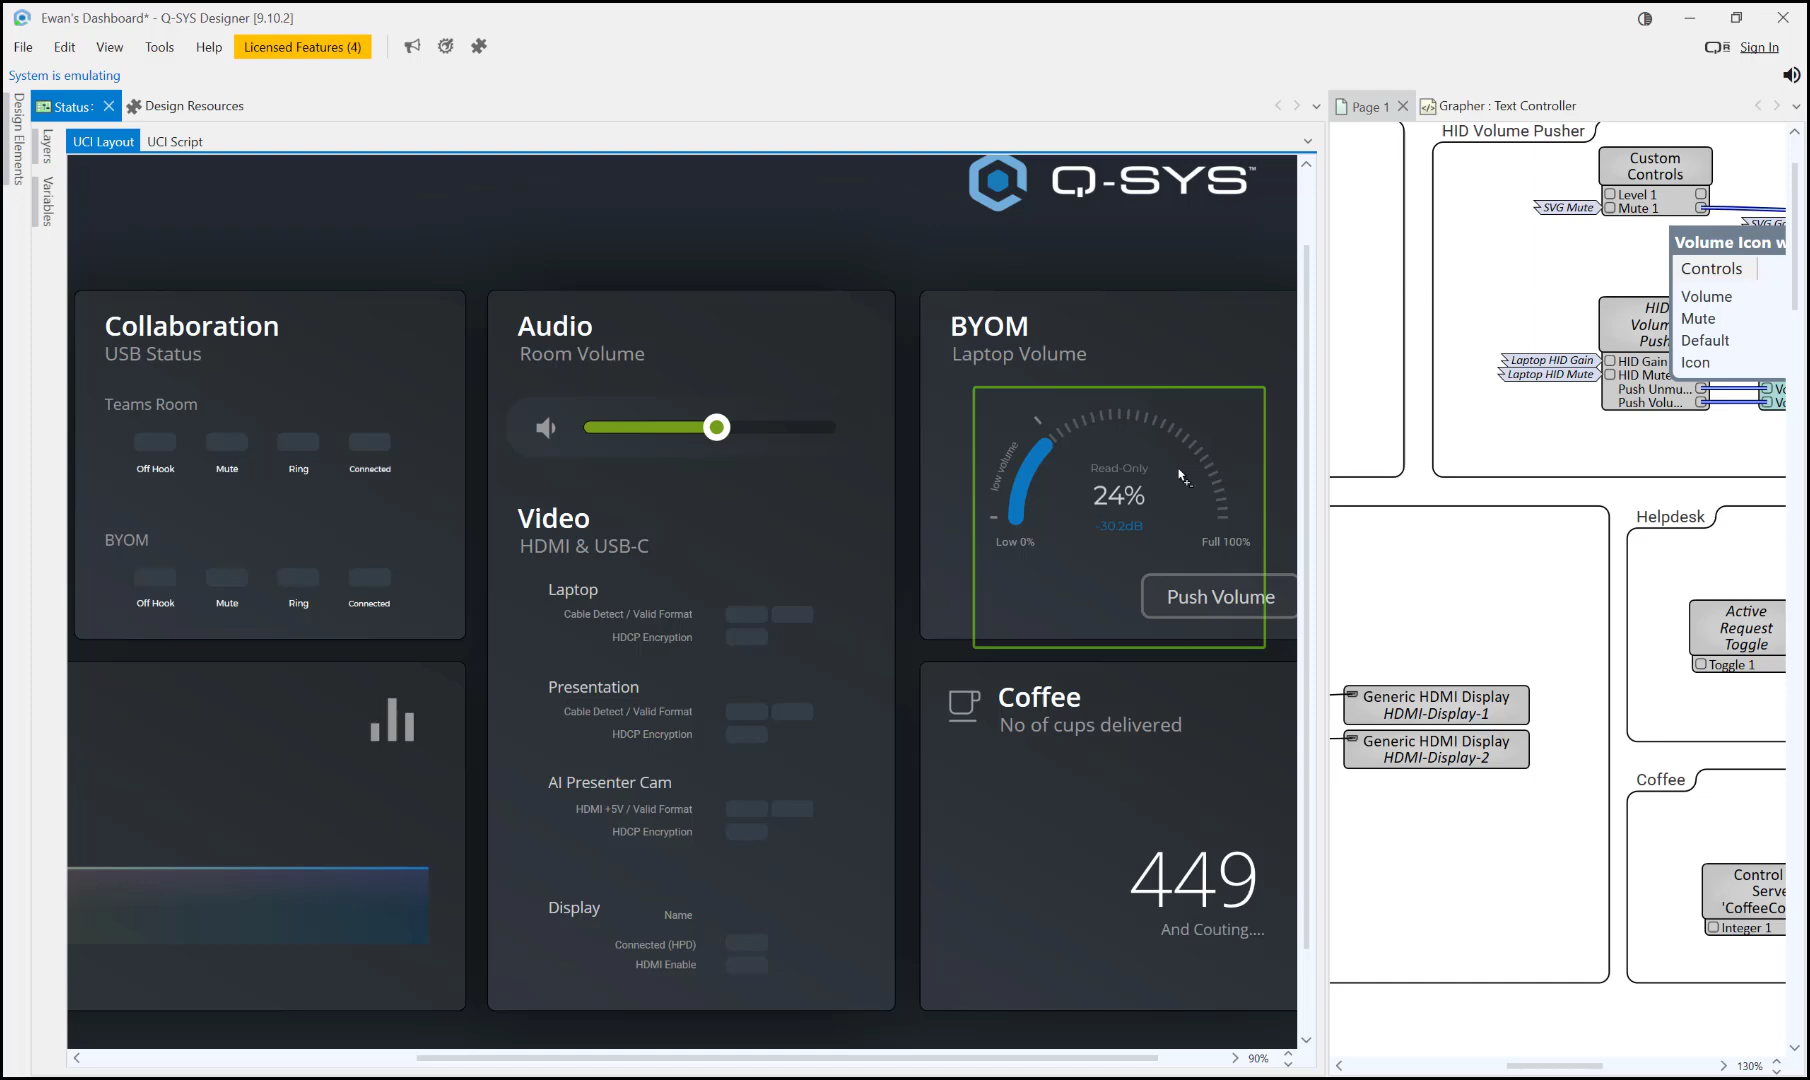 Ewan's Dashboard* - Q-SYS Designer [9.10.2]
File Edit View Tools Help Licensed Features (4)
Sign In
System is emulating
Status: Design Resources
Page 1 Grapher : Text Controller
Design Elements
Layers
Variables
UCI Layout UCI Script
Q-SYS™
Collaboration
USB Status
Teams Room
Off Hook Mute Ring Connected
BYOM
Off Hook Mute Ring Connected
Audio
Room Volume
Video
HDMI & USB-C
Laptop
Cable Detect / Valid Format
HDCP Encryption
Presentation
Cable Detect / Valid Format
HDCP Encryption
AI Presenter Cam
HDMI +5V / Valid Format
HDCP Encryption
Display
Name
Connected (HPD)
HDMI Enable
BYOM
Laptop Volume
low volume
Read-Only
24%
-30.2dB
Low 0%
Full 100%
Push Volume
Coffee
No of cups delivered
449
And Couting....
90%
HID Volume Pusher
Custom
Controls
Level 1
SVG Mute
Mute 1
SVG G
Volume Icon w
Controls
Volume
Mute
Default
Icon
HID
Volum
Push
Laptop HID Gain
HID Gain
Laptop HID Mute
HID Mute
Push Unmu...
Push Volu...
Helpdesk
Active
Request
Toggle
Toggle 1
Generic HDMI Display
HDMI-Display-1
Generic HDMI Display
HDMI-Display-2
Coffee
Control
Serve
'CoffeeCo
Integer 1
130%